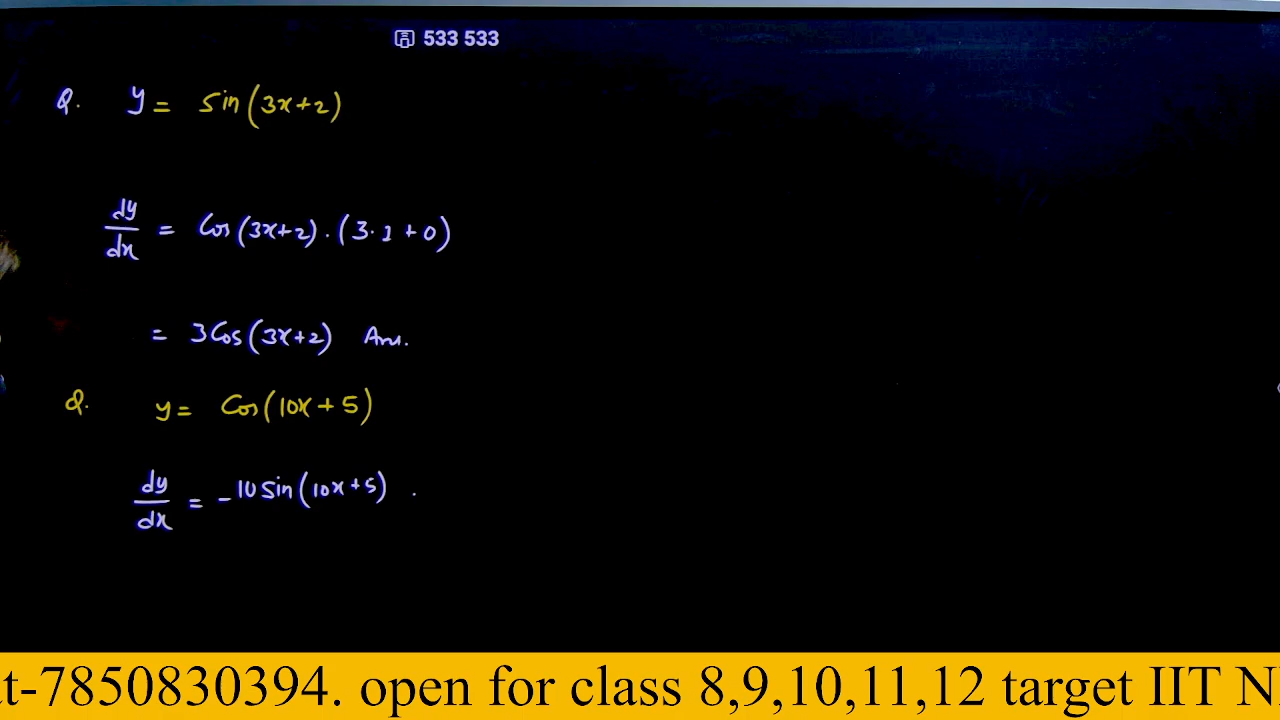 533 533
Q. y = sin(3x+2)
dy/dx = Cos(3x+2).(3.1+0)
= 3Cos(3x+2) Ans.
Q. y = Cos(10x+5)
dy/dx = -10 Sin(10x+5) .
t-7850830394. open for class 8,9,10,11,12 target IIT N